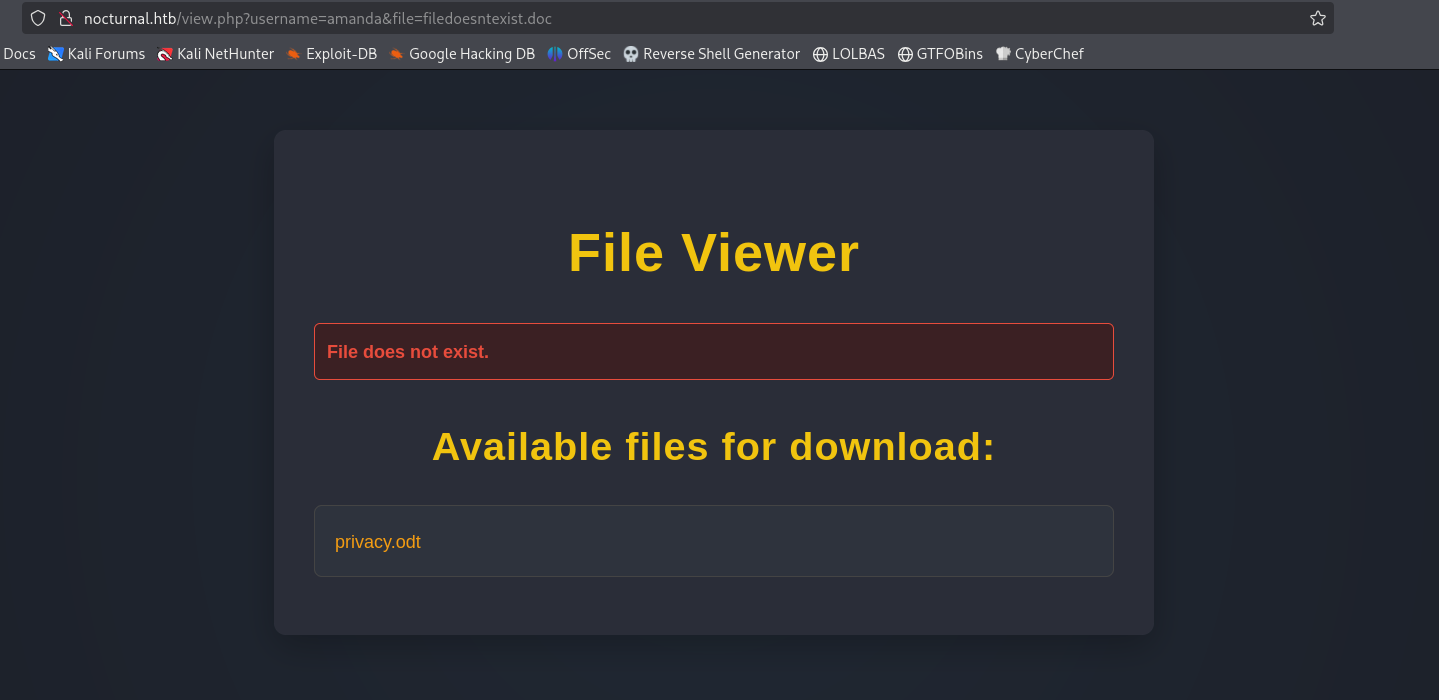 nocturnal.htb/view.php?username=amanda&file=filedoesntexist.doc
Docs Kali Forums Kali NetHunter Exploit-DB Google Hacking DB OffSec Reverse Shell Generator LOLBAS GTFOBins CyberChef
File Viewer
File does not exist.
Available files for download:
privacy.odt